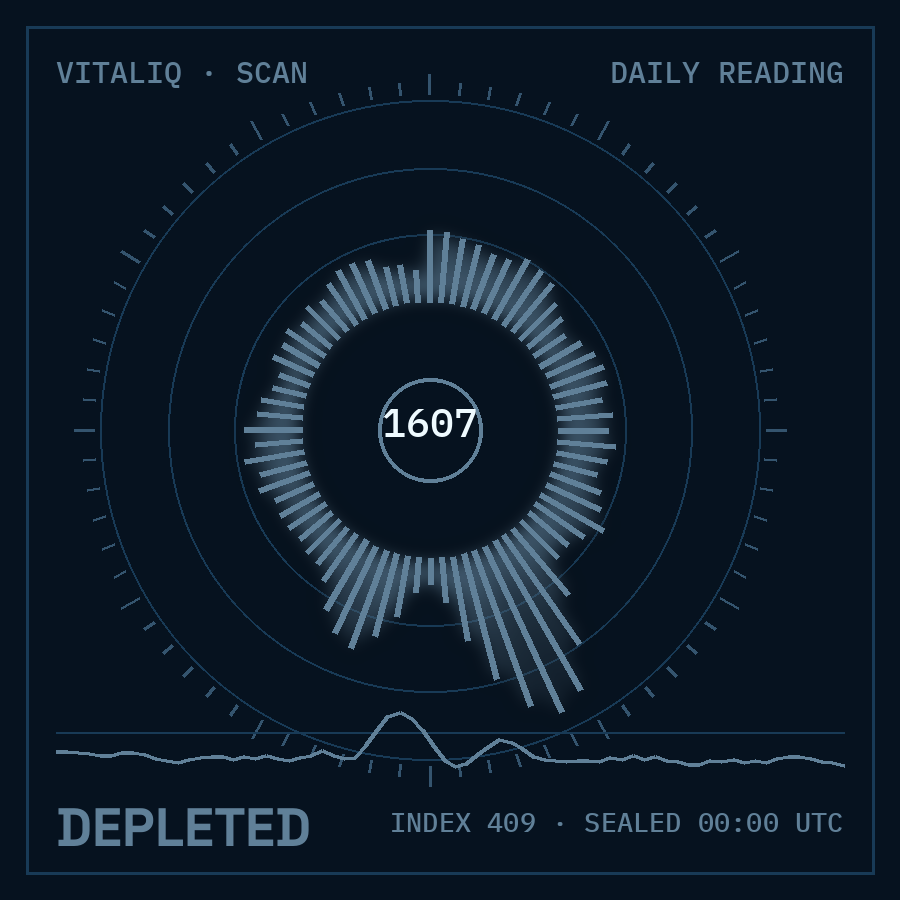 VITALIQ · SCAN
DAILY READING
1607
DEPLETED
INDEX 409 · SEALED 00:00 UTC